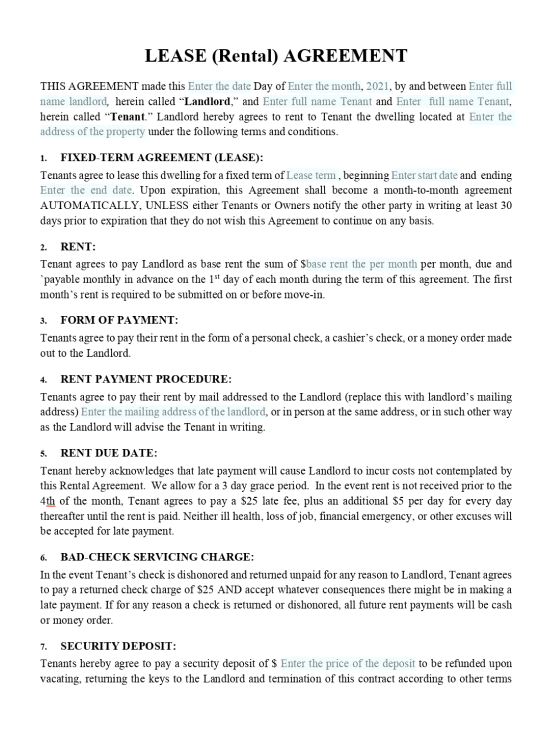 LEASE (Rental) AGREEMENT
THIS AGREEMENT made this Enter the date Day of Enter the month, 2021, by and between Enter full
name landlord, herein called “Landlord,” and Enter full name Tenant and Enter full name Tenant,
herein called “Tenant.” Landlord hereby agrees to rent to Tenant the dwelling located at Enter the
address of the property under the following terms and conditions.
1. FIXED-TERM AGREEMENT (LEASE):
Tenants agree to lease this dwelling for a fixed term of Lease term , beginning Enter start date and ending
Enter the end date. Upon expiration, this Agreement shall become a month-to-month agreement
AUTOMATICALLY, UNLESS either Tenants or Owners notify the other party in writing at least 30
days prior to expiration that they do not wish this Agreement to continue on any basis.
2. RENT:
Tenant agrees to pay Landlord as base rent the sum of $base rent the per month per month, due and
`payable monthly in advance on the 1st day of each month during the term of this agreement. The first
month’s rent is required to be submitted on or before move-in.
3. FORM OF PAYMENT:
Tenants agree to pay their rent in the form of a personal check, a cashier’s check, or a money order made
out to the Landlord.
4. RENT PAYMENT PROCEDURE:
Tenants agree to pay their rent by mail addressed to the Landlord (replace this with landlord’s mailing
address) Enter the mailing address of the landlord, or in person at the same address, or in such other way
as the Landlord will advise the Tenant in writing.
5. RENT DUE DATE:
Tenant hereby acknowledges that late payment will cause Landlord to incur costs not contemplated by
this Rental Agreement. We allow for a 3 day grace period. In the event rent is not received prior to the
4th of the month, Tenant agrees to pay a $25 late fee, plus an additional $5 per day for every day
thereafter until the rent is paid. Neither ill health, loss of job, financial emergency, or other excuses will
be accepted for late payment.
6. BAD-CHECK SERVICING CHARGE:
In the event Tenant’s check is dishonored and returned unpaid for any reason to Landlord, Tenant agrees
to pay a returned check charge of $25 AND accept whatever consequences there might be in making a
late payment. If for any reason a check is returned or dishonored, all future rent payments will be cash
or money order.
7. SECURITY DEPOSIT:
Tenants hereby agree to pay a security deposit of $ Enter the price of the deposit to be refunded upon
vacating, returning the keys to the Landlord and termination of this contract according to other terms